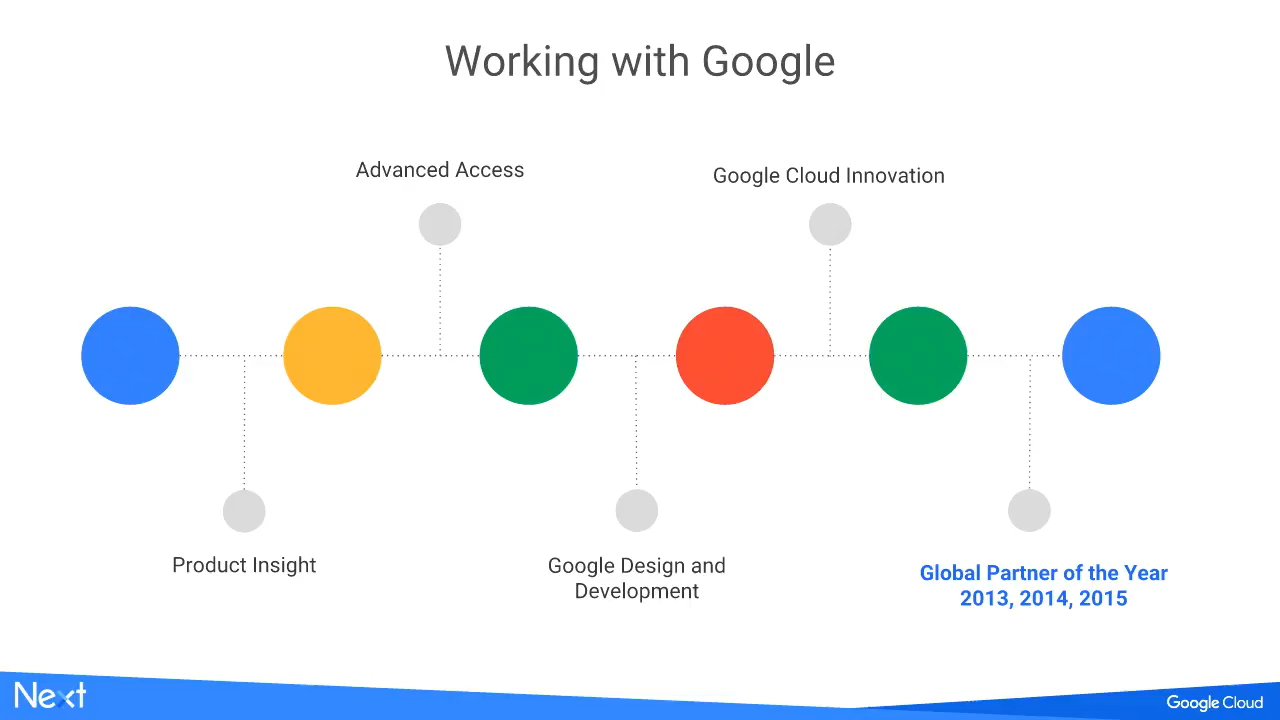 Working with Google
Advanced Access
Google Cloud Innovation
Product Insight
Google Design and
Development
Global Partner of the Year
2013, 2014, 2015
Next
Google Cloud